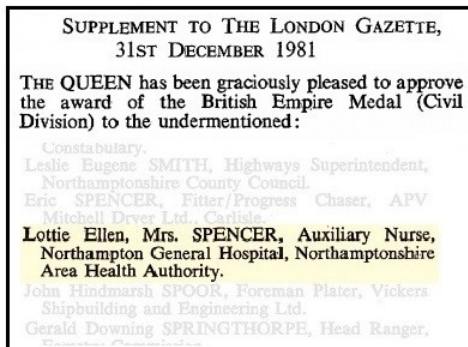 SUPPLEMENT TO THE LONDON GAZETTE,
31ST DECEMBER 1981
THE QUEEN has been graciously pleased to approve
the award of the British Empire Medal (Civil
Division) to the undermentioned:
Constabulary.
Leslie Eugene SMITH, Highways Superintendent,
Northamptonshire County Council.
Eric SPENCER, Fitter/Progress Chaser, APV
Mitchell Dryer Ltd., Carlisle.
Lottie Ellen, Mrs. SPENCER, Auxiliary Nurse,
Northampton General Hospital, Northamptonshire
Area Health Authority.
John Hindmarsh SPOOR, Foreman Plater, Vickers
Shipbuilding and Engineering Ltd.
Gerald Downing SPRINGTHORPE, Head Ranger,
Forestry Commission.